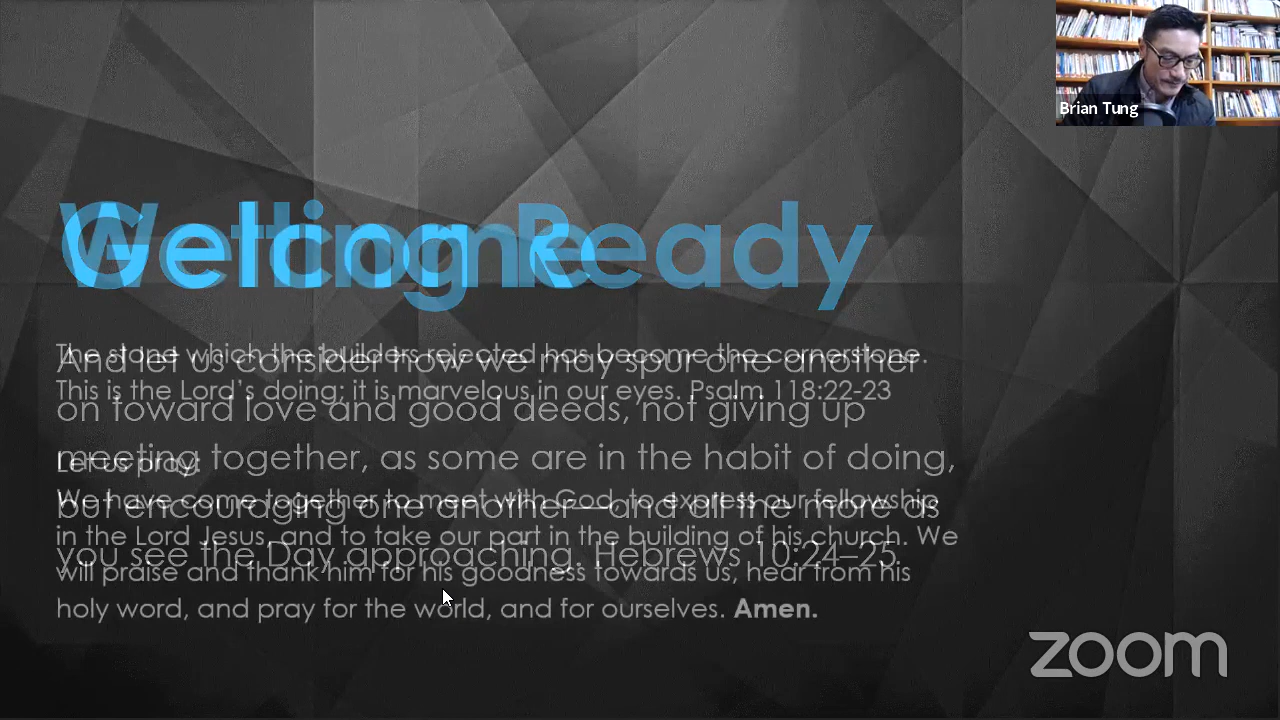 Brian Tung
Welcome
Getting Ready
And let us consider how we may spur one another
on toward love and good deeds, not giving up
meeting together, as some are in the habit of doing,
but encouraging one another—and all the more as
you see the Day approaching. Hebrews 10:24–25
The stone which the builders rejected has become the cornerstone.
This is the Lord's doing; it is marvelous in our eyes. Psalm 118:22-23
Let us pray:
We have come together to meet with God, to express our fellowship
in the Lord Jesus, and to take our part in the building of his church. We
will praise and thank him for his goodness towards us, hear from his
holy word, and pray for the world, and for ourselves. Amen.
zoom